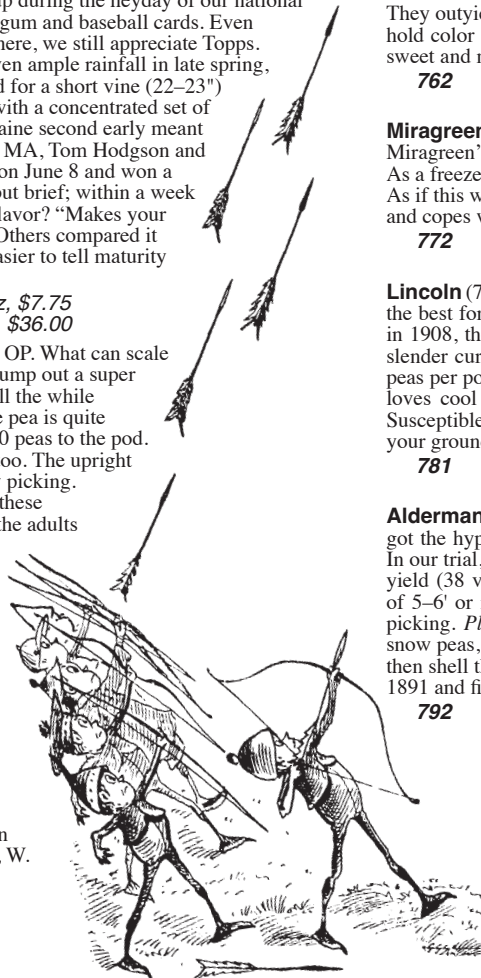 up during the heyday of our national
gum and baseball cards. Even
here, we still appreciate Topps.
ven ample rainfall in late spring,
d for a short vine (22–23")
with a concentrated set of
aine second early meant
MA, Tom Hodgson and
on June 8 and won a
out brief; within a week
lavor? “Makes your
Others compared it
asier to tell maturity
z, $7.75
$36.00
OP. What can scale
ump out a super
ll the while
e pea is quite
0 peas to the pod.
oo. The upright
picking.
these
the adults
n
, W.
They outyi
hold color
sweet and
762
Miragreen
Miragreen’
As a freeze
As if this w
and copes
772
Lincoln (7
the best for
in 1908, th
slender cur
peas per po
loves cool
Susceptible
your ground
781
Alderman
got the hyp
In our trial,
yield (38 v
of 5–6' or
picking. Pl
snow peas,
then shell th
1891 and fi
792